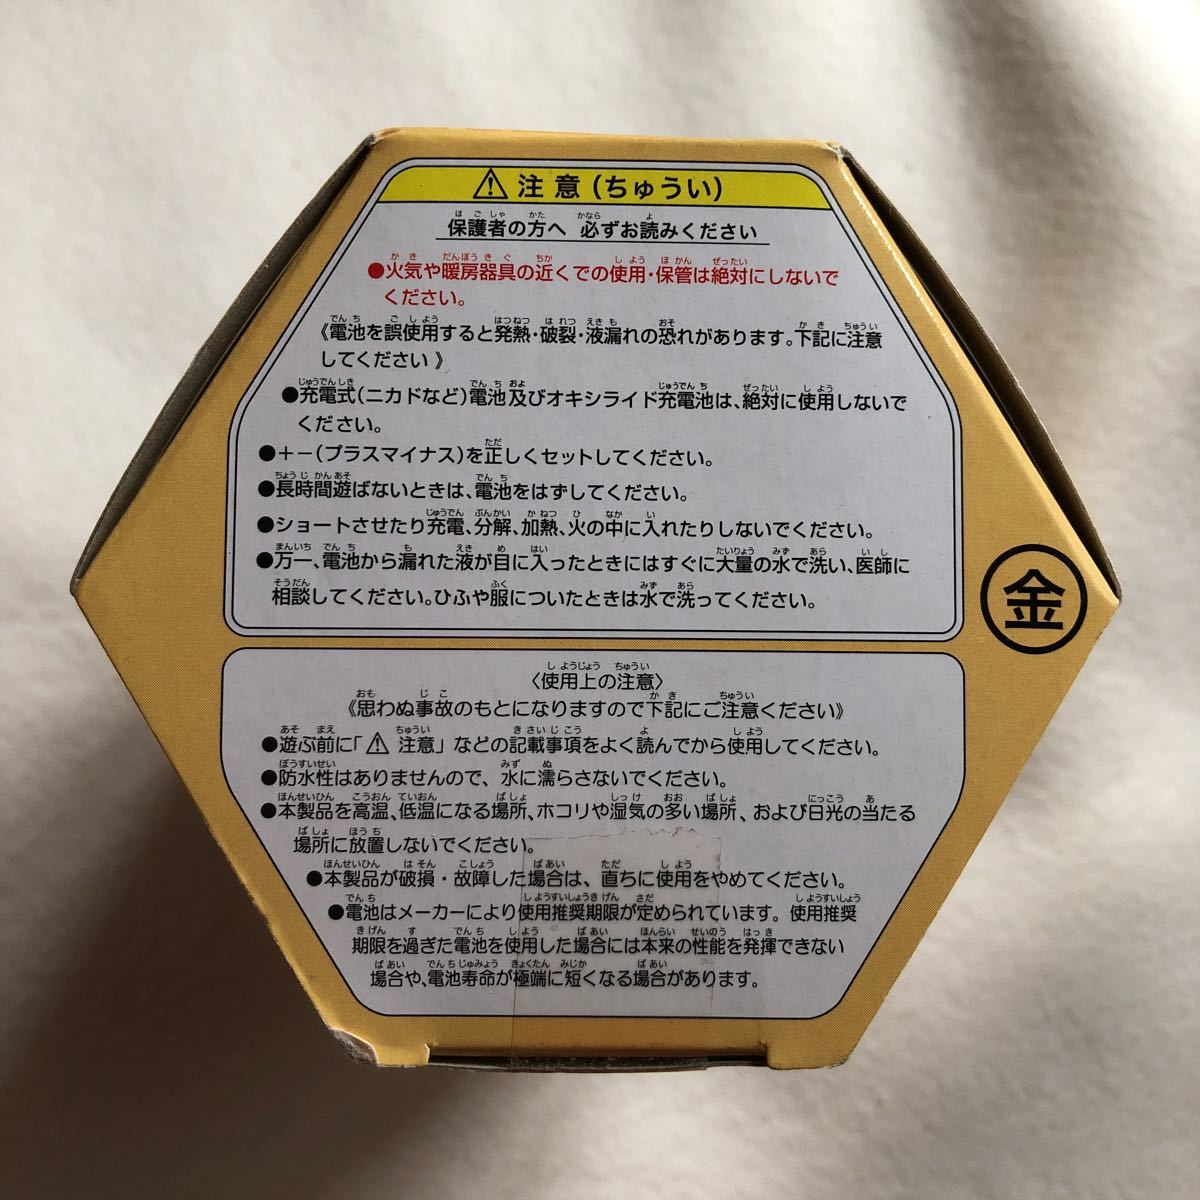 ⚠ 注意(ちゅうい)
保護者の方へ 必ずお読みください
●火気や暖房器具の近くでの使用・保管は絶対にしないで
ください。
《電池を誤使用すると発熱・破裂・液漏れの恐れがあります。下記に注意
してください》
●充電式(ニカドなど)電池及びオキシライド充電池は、絶対に使用しないで
ください。
●+−(プラスマイナス)を正しくセットしてください。
●長時間遊ばないときは、電池をはずしてください。
●ショートさせたり充電、分解、加熱、火の中に入れたりしないでください。
●万一、電池から漏れた液が目に入ったときにはすぐに大量の水で洗い、医師に
相談してください。ひふや服についたときは水で洗ってください。
金
〈使用上の注意〉
《思わぬ事故のもとになりますので下記にご注意ください》
●遊ぶ前に「⚠ 注意」などの記載事項をよく読んでから使用してください。
●防水性はありませんので、水に濡らさないでください。
●本製品を高温、低温になる場所、ホコリや湿気の多い場所、および日光の当たる
場所に放置しないでください。
●本製品が破損・故障した場合は、直ちに使用をやめてください。
●電池はメーカーにより使用推奨期限が定められています。使用推奨
期限を過ぎた電池を使用した場合には本来の性能を発揮できない
場合や、電池寿命が極端に短くなる場合があります。